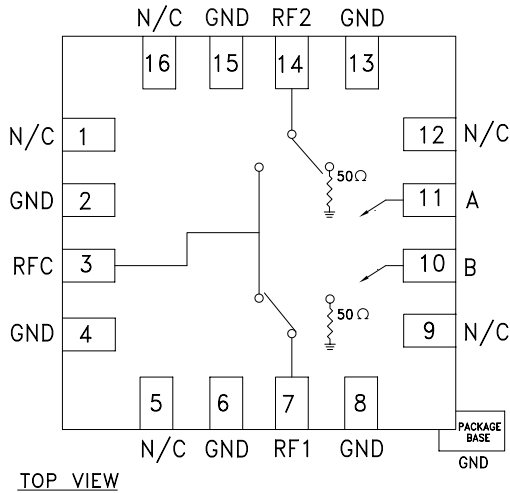 N/C GND RF2 GND
16 15 14 13
N/C 1 12 N/C
50Ω
GND 2 11 A
RFC 3 10 B
50Ω
GND 4 9 N/C
5 6 7 8
N/C GND RF1 GND
PACKAGE
BASE
GND
TOP VIEW